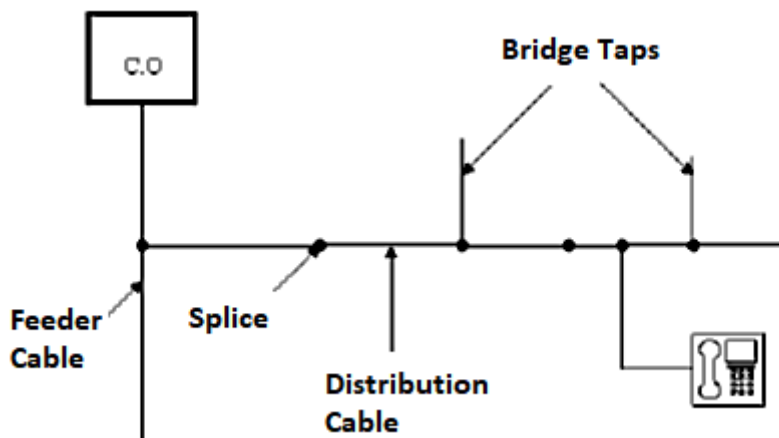 C.O
Bridge Taps
Feeder
Cable
Splice
Distribution
Cable